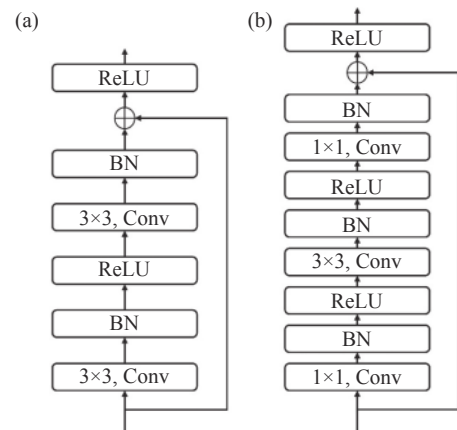 (a)
ReLU
BN
3×3, Conv
ReLU
BN
3×3, Conv
(b)
ReLU
BN
1×1, Conv
ReLU
BN
3×3, Conv
ReLU
BN
1×1, Conv